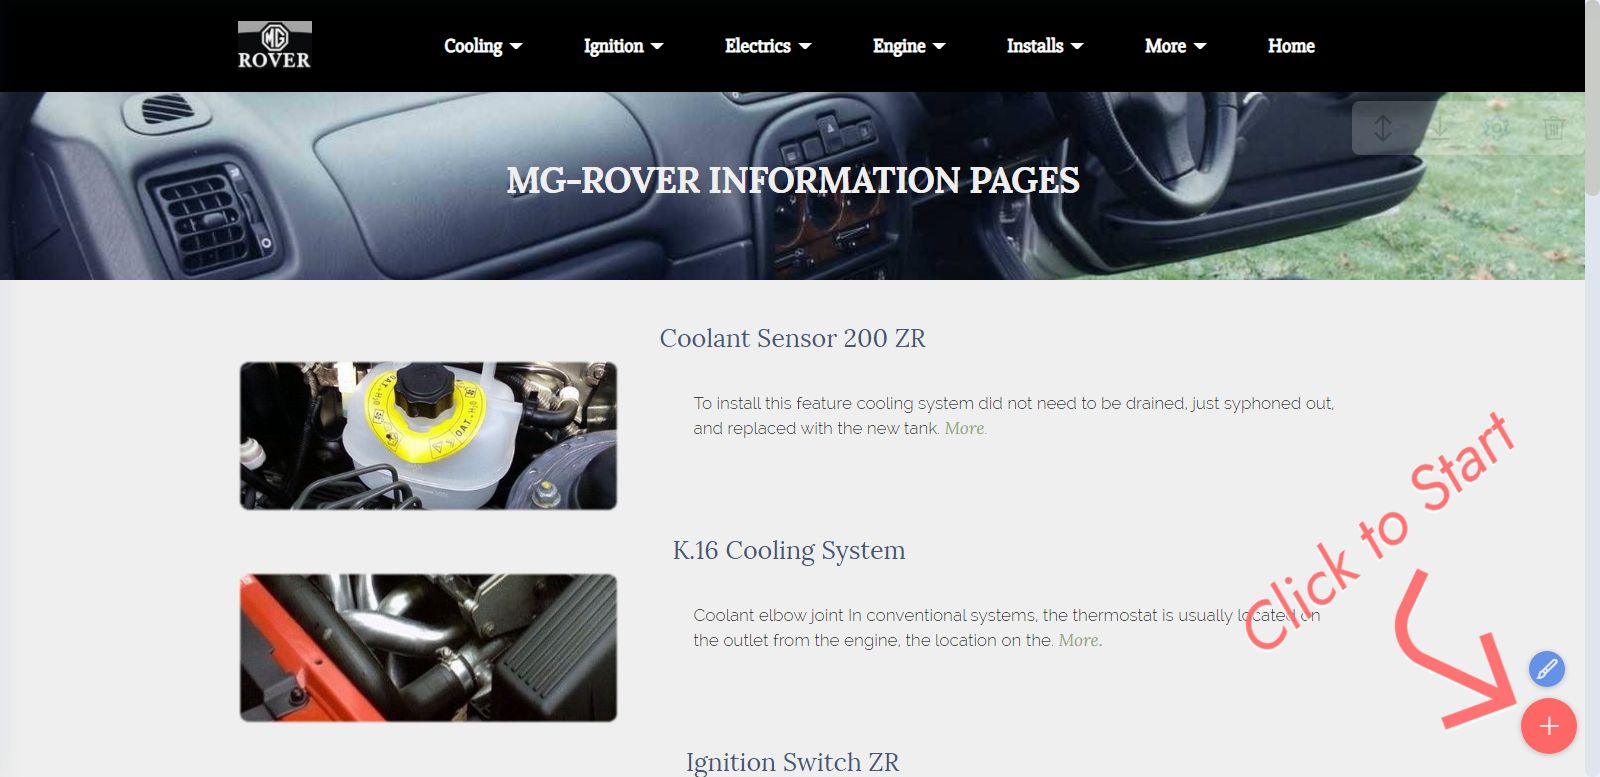 MG
ROVER
Cooling
Ignition
Electrics
Engine
Installs
More
Home
MG-ROVER INFORMATION PAGES
Coolant Sensor 200 ZR
To install this feature cooling system did not need to be drained, just syphoned out,
and replaced with the new tank. More.
O.A.T. + H₂O
O.A.T. + H₂O
K.16 Cooling System
Coolant elbow joint In conventional systems, the thermostat is usually located on
the outlet from the engine, the location on the. More.
Click to Start
Ignition Switch ZR